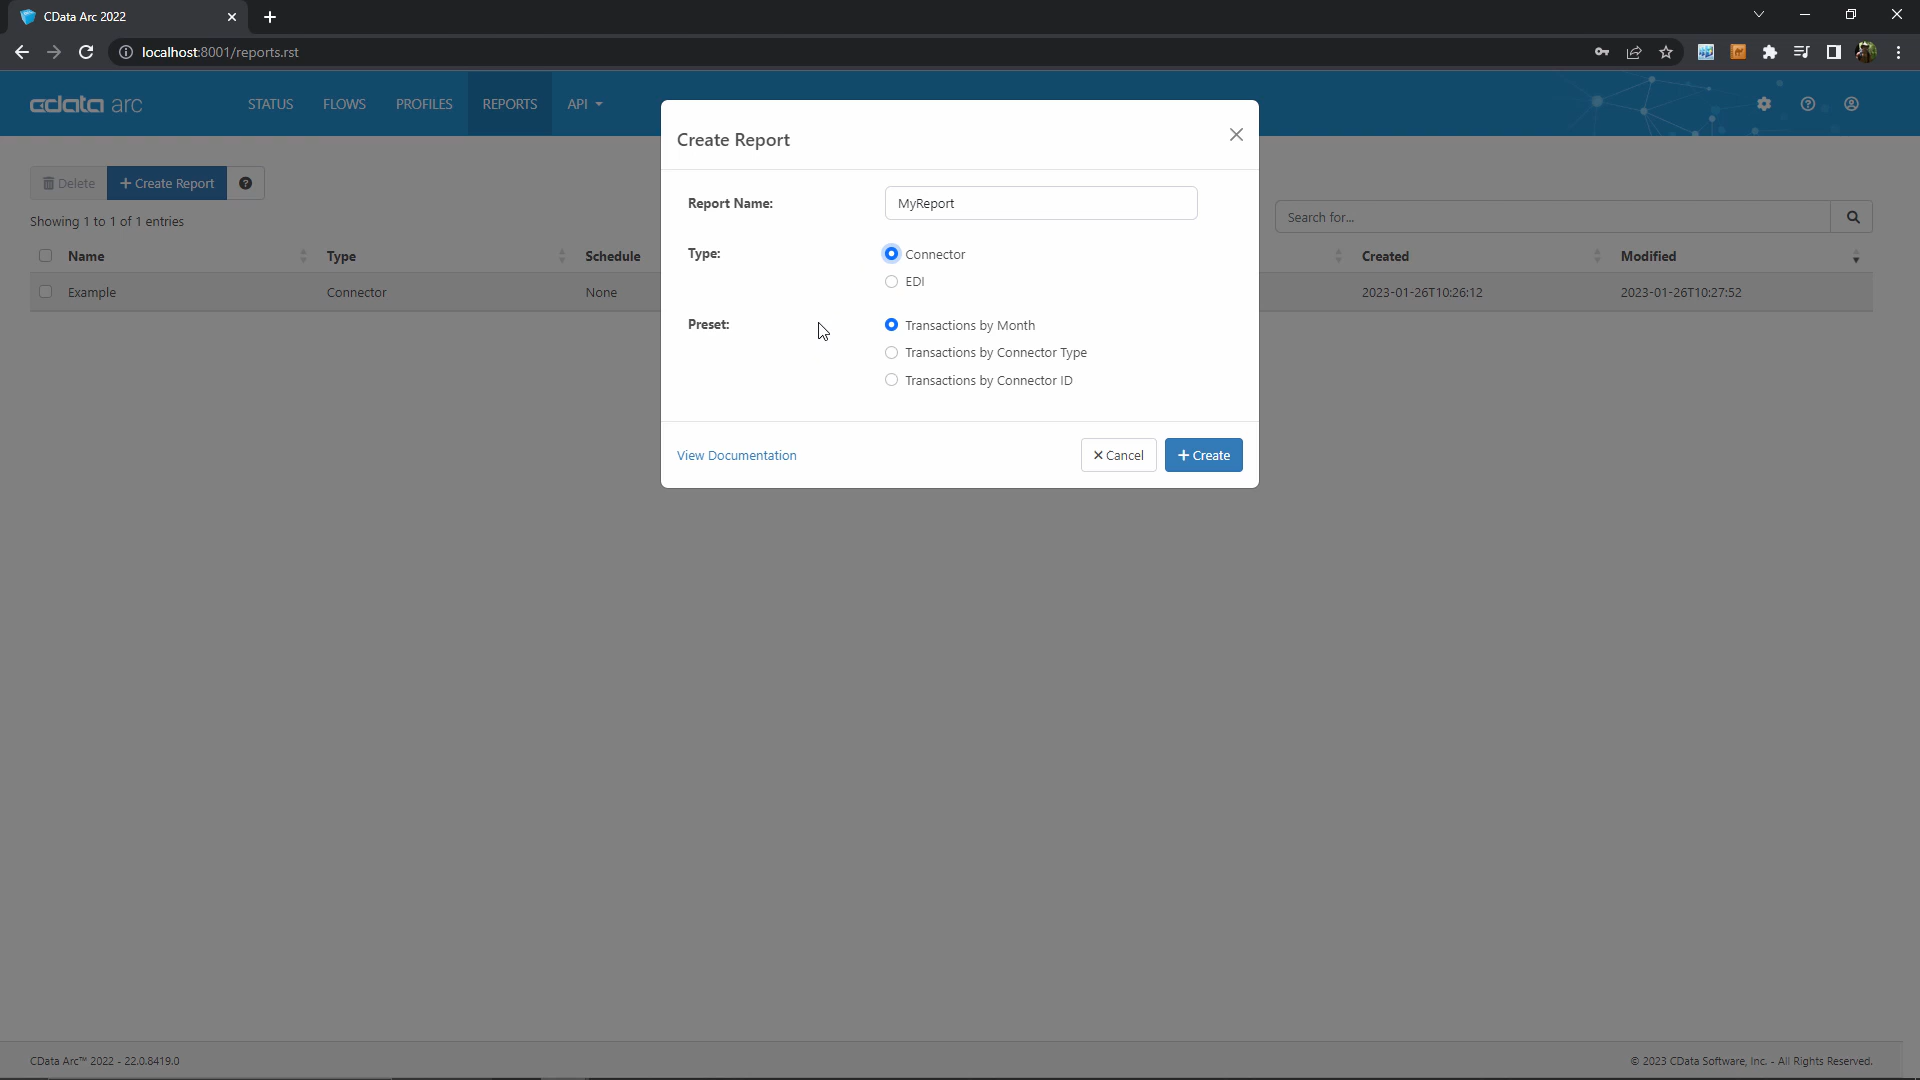 CData Arc 2022
localhost:8001/reports.rst
cdata arc
STATUS FLOWS PROFILES REPORTS API
Create Report
Delete
Create Report
Report Name: MyReport
Showing 1 to 1 of 1 entries
Search for...
Name Type Schedule Created Modified
Type: Connector
EDI
Example Connector None 2023-01-26T10:26:12 2023-01-26T10:27:52
Preset: Transactions by Month
Transactions by Connector Type
Transactions by Connector ID
View Documentation Cancel Create
CData Arc™ 2022 - 22.0.8419.0
© 2023 CData Software, Inc. - All Rights Reserved.